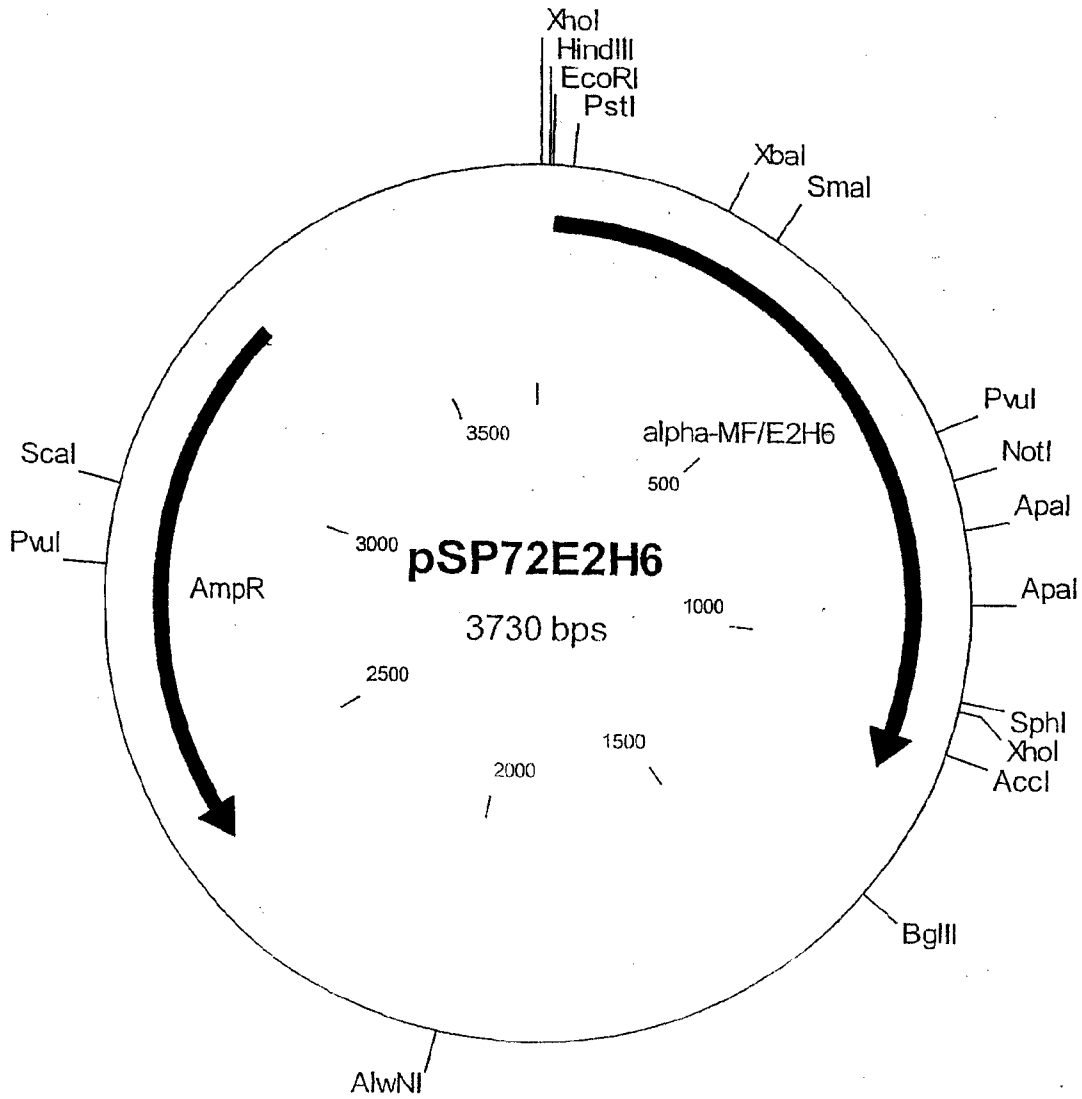 XhoI
HindIII
EcoRI
PstI
XbaI
SmaI
PvuI
NotI
ApaI
ApaI
SphI
XhoI
AccI
BglII
AlwNI
PvuI
ScaI
AmpR
alpha-MF/E2H6
3500
500
3000
1000
2500
1500
2000
pSP72E2H6
3730 bps